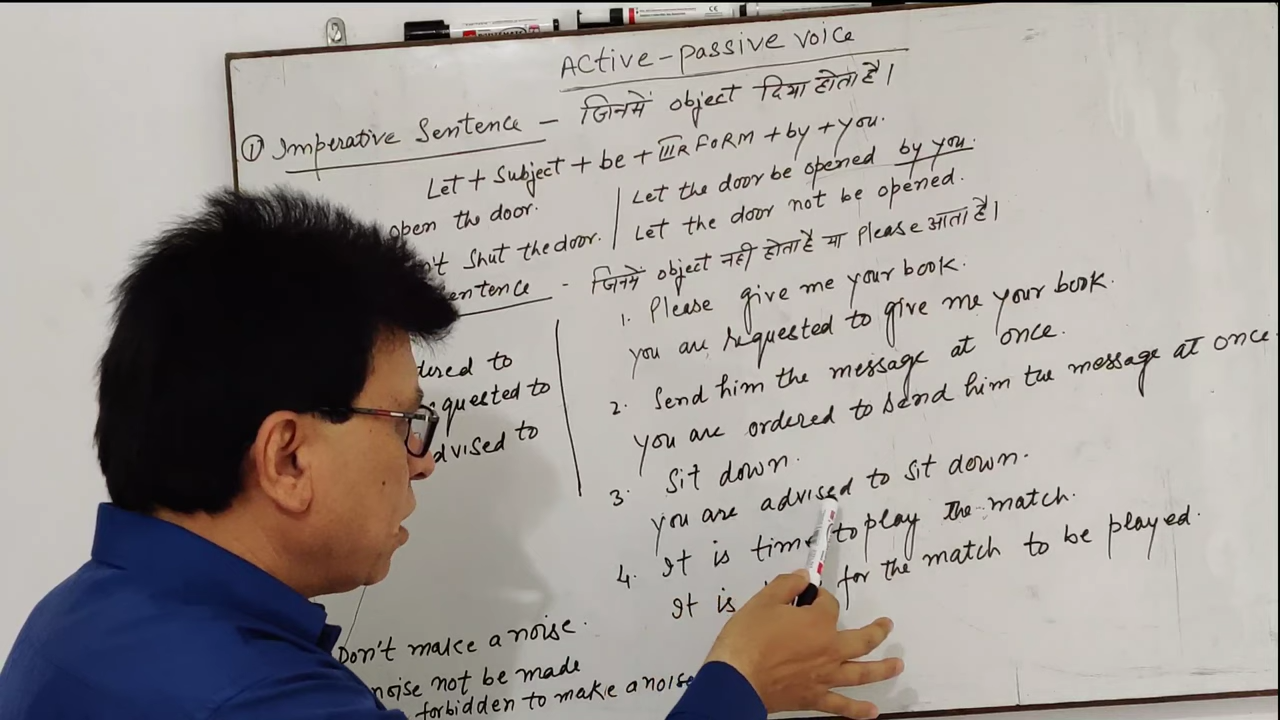 ACtive-passive voice
① Imperative Sentence – जिनमें object दिया होता है।
Let + Subject + be + IIIR FORM + by + you.
open the door.
Let the door be opened by you.
't Shut the door.
Let the door not be opened.
entence - जिनमें object नही होता है या Please आता है।
dered to
quested to
dvised to
1. Please give me your book.
you are requested to give me your book.
2. Send him the message at once.
you are ordered to send him the message at once
3. Sit down.
you are advised to sit down.
4. It is time to play the match.
It is for the match to be played.
Don't make a noise.
noise not be made
forbidden to make a noise